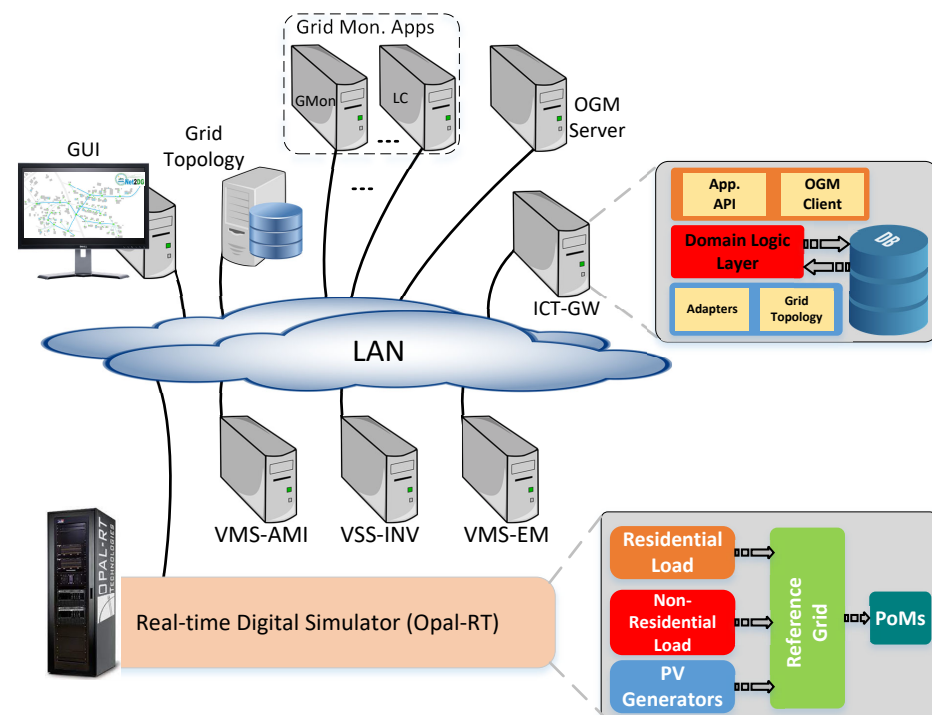 Grid Mon. Apps
GMon
LC
...
...
OGM
Server
GUI
Net2DG
Grid
Topology
ICT-GW
App.
API
OGM
Client
Domain Logic
Layer
DB
Adapters
Grid
Topology
LAN
VMS-AMI
VSS-INV
VMS-EM
OPAL-RT
TECHNOLOGIES
Real-time Digital Simulator (Opal-RT)
Residential
Load
Non-
Residential
Load
PV
Generators
Reference
Grid
PoMs